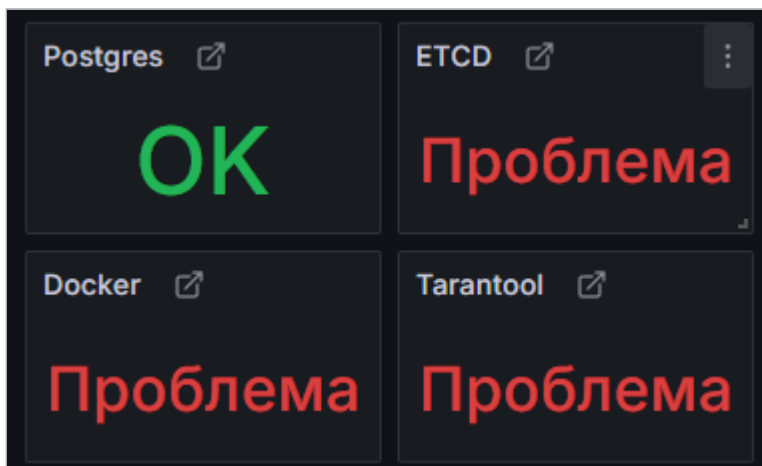 Postgres
ETCD
OK
Проблема
Docker
Tarantool
Проблема
Проблема